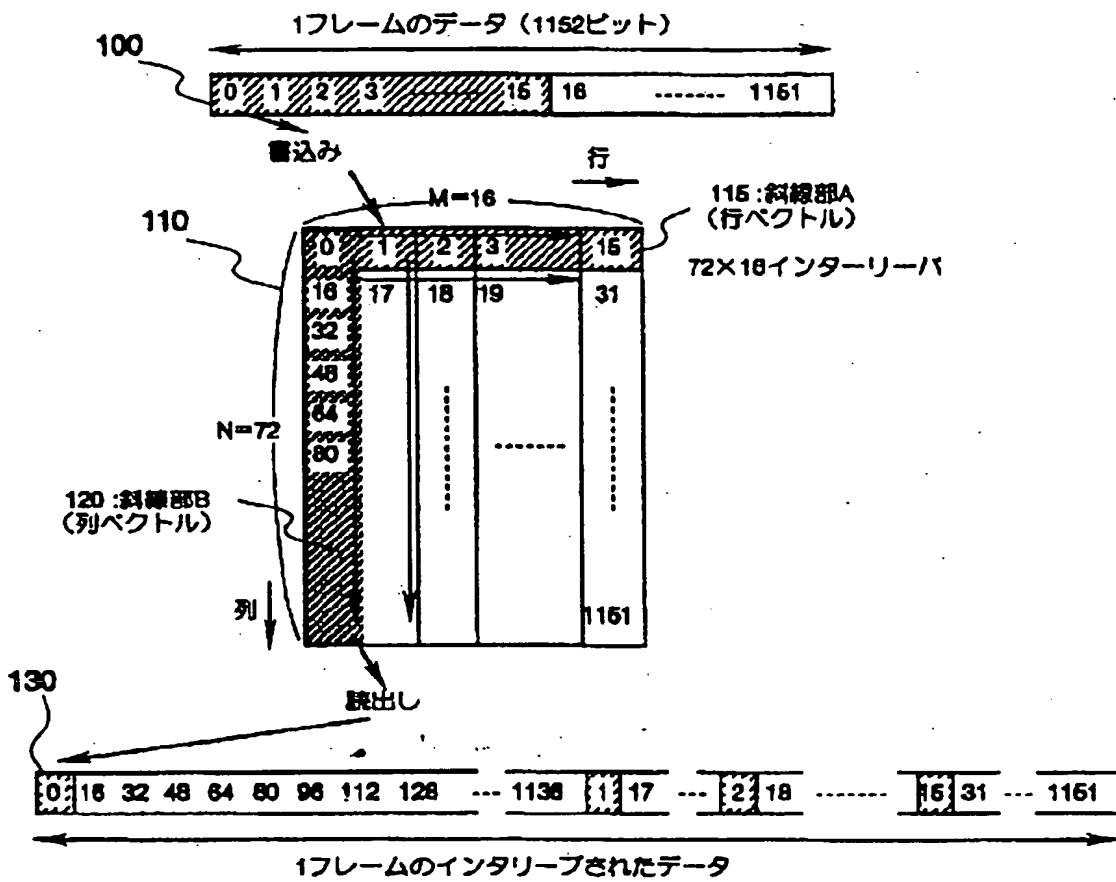 1フレームのデータ（1152ビット）
100
0 1 2 3 ------- 15 16 ------- 1151
書込み
行
M=16
115:斜線部A
（行ベクトル）
110
0 1 2 3 15
72×16インターリーバ
16 17 18 19 31
32
48
64
N=72
80
120:斜線部B
（列ベクトル）
列
1151
130
読出し
0 16 32 48 64 80 96 112 128 --- 1136 1 17 --- 2 18 -------- 15 31 --- 1151
1フレームのインタリーブされたデータ